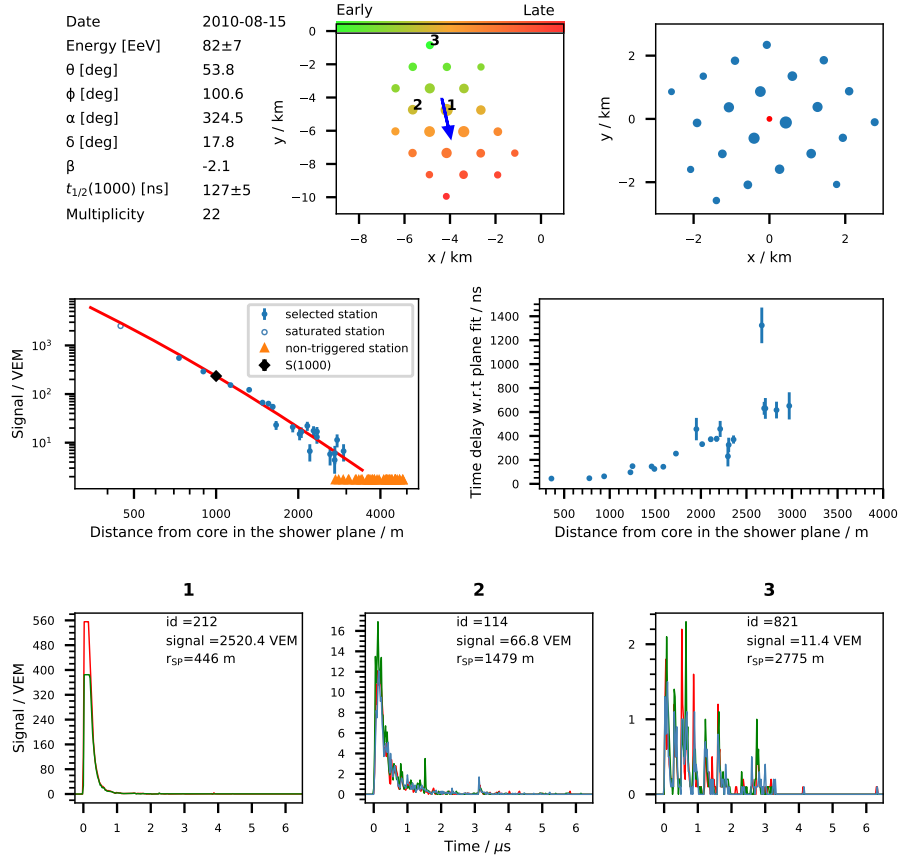 Date 2010-08-15
Energy [EeV] 82±7
θ [deg] 53.8
ϕ [deg] 100.6
α [deg] 324.5
δ [deg] 17.8
β -2.1
t1/2(1000) [ns] 127±5
Multiplicity 22
Early Late
0
−2
−4
−6
−8
−10
y / km
3
2 1
−8 −6 −4 −2 0
x / km
2
0
−2
y / km
−2 0 2
x / km
10³
10²
10¹
Signal / VEM
selected station
saturated station
non-triggered station
S(1000)
500 1000 2000 4000
Distance from core in the shower plane / m
1400
1200
1000
800
600
400
200
0
Time delay w.r.t plane fit / ns
500 1000 1500 2000 2500 3000 3500 4000
Distance from core in the shower plane / m
1
560
480
400
320
240
160
80
0
Signal / VEM
id =212
signal =2520.4 VEM
rSP=446 m
0 1 2 3 4 5 6
2
16
14
12
10
8
6
4
2
0
id =114
signal =66.8 VEM
rSP=1479 m
0 1 2 3 4 5 6
Time / μs
3
2
1
0
id =821
signal =11.4 VEM
rSP=2775 m
0 1 2 3 4 5 6